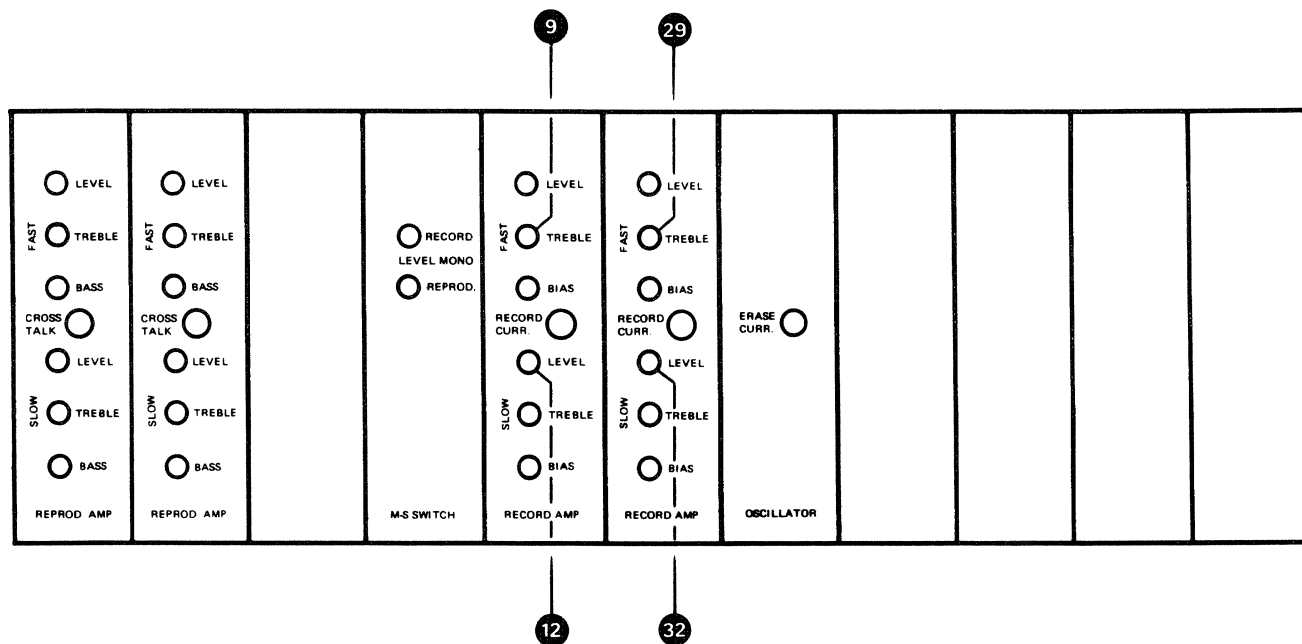 9
29
LEVEL
FAST
TREBLE
BASS
CROSS
TALK
LEVEL
SLOW
TREBLE
BASS
REPROD AMP
LEVEL
FAST
TREBLE
BASS
CROSS
TALK
LEVEL
SLOW
TREBLE
BASS
REPROD AMP
RECORD
LEVEL MONO
REPROD.
M-S SWITCH
LEVEL
FAST
TREBLE
BIAS
RECORD
CURR.
LEVEL
SLOW
TREBLE
BIAS
RECORD AMP
LEVEL
FAST
TREBLE
BIAS
RECORD
CURR.
LEVEL
SLOW
TREBLE
BIAS
RECORD AMP
ERASE
CURR.
OSCILLATOR
12
32